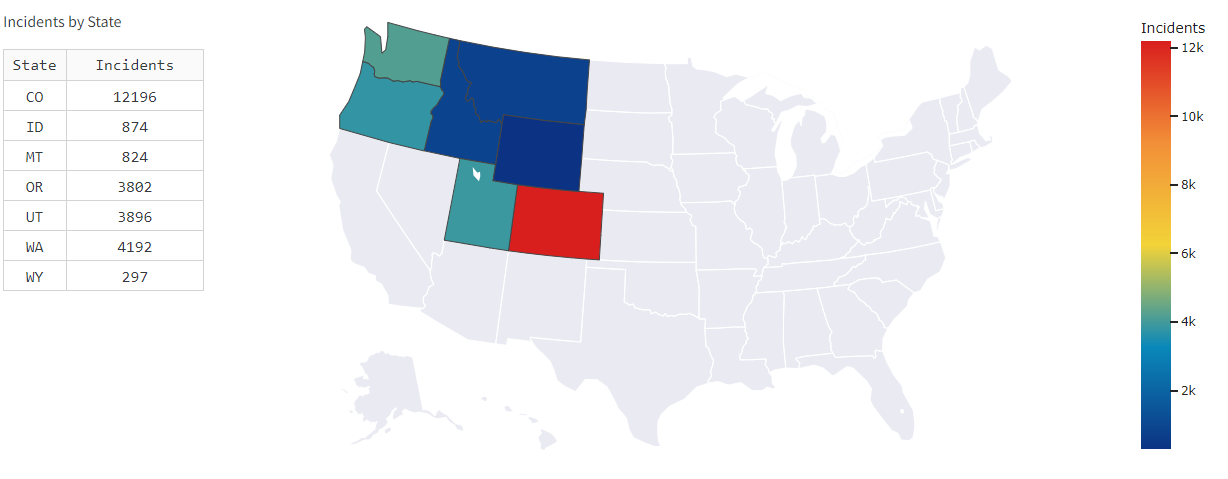 Incidents by State
State Incidents
CO 12196
ID 874
MT 824
OR 3802
UT 3896
WA 4192
WY 297
Incidents
12k
10k
8k
6k
4k
2k